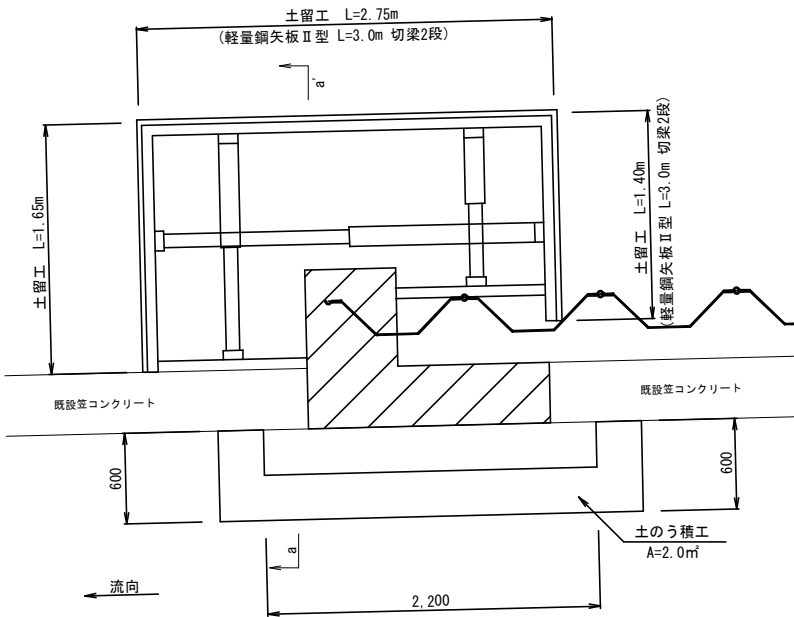 土留工 L=2.75m
(軽量鋼矢板Ⅱ型 L=3.0m 切梁2段)
a'
土留工 L=1.65m
土留工 L=1.40m
(軽量鋼矢板Ⅱ型 L=3.0m 切梁2段)
既設笠コンクリート
既設笠コンクリート
600
600
土のう積工
A=2.0㎡
a
流向
2,200